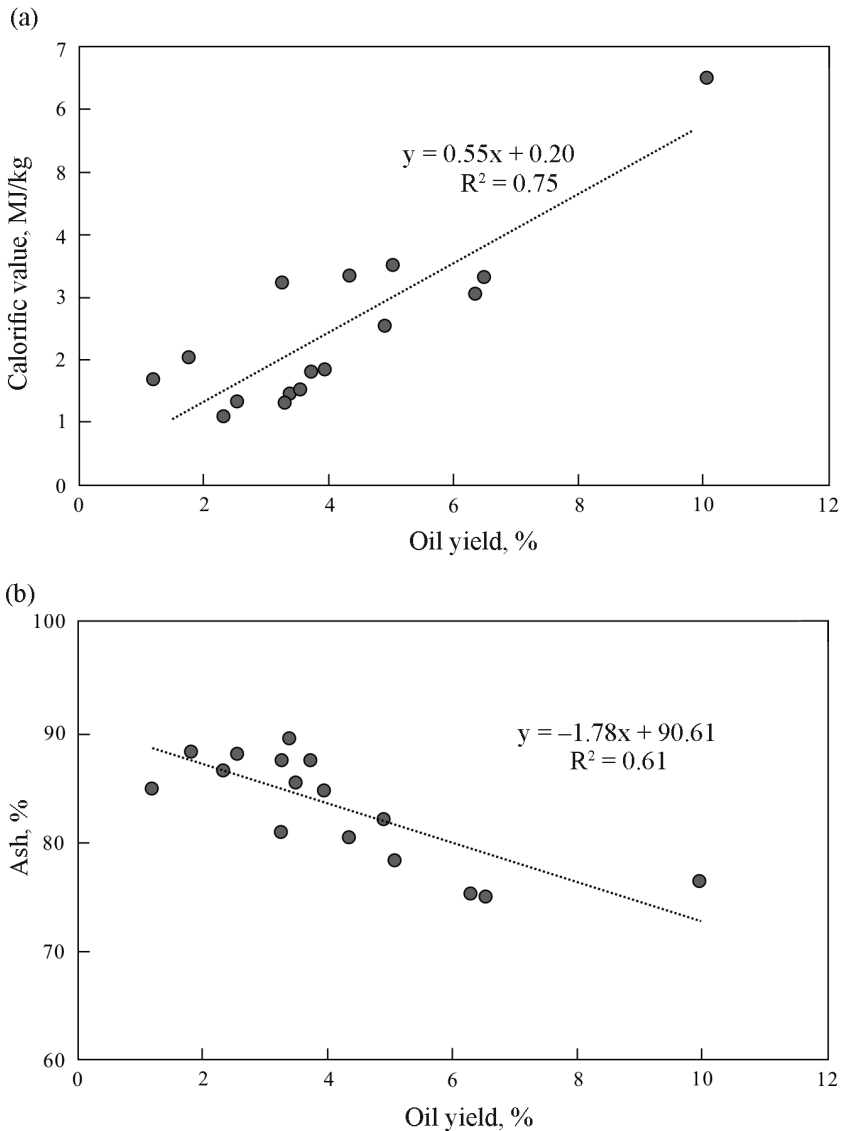 (a)
7
6
8
4
3
2
1
0
Calorific value, MJ/kg
y = 0.55x + 0.20
R² = 0.75
0 2 4 6 8 10 12
Oil yield, %
(b)
100
90
80
70
60
Ash, %
y = –1.78x + 90.61
R² = 0.61
0 2 4 6 8 10 12
Oil yield, %